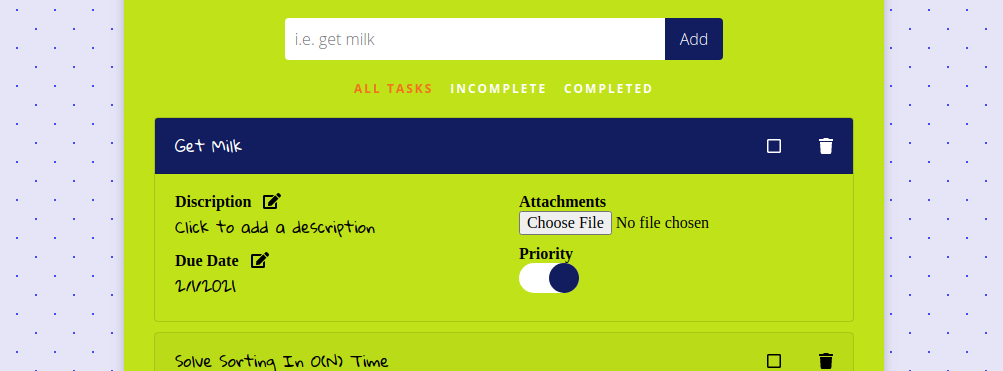 i.e. get milk Add
ALL TASKS INCOMPLETE COMPLETED
Get Milk
Discription
Click to add a description
Due Date
2/1/2021
Attachments
Choose File No file chosen
Priority
Solve Sorting In O(N) Time